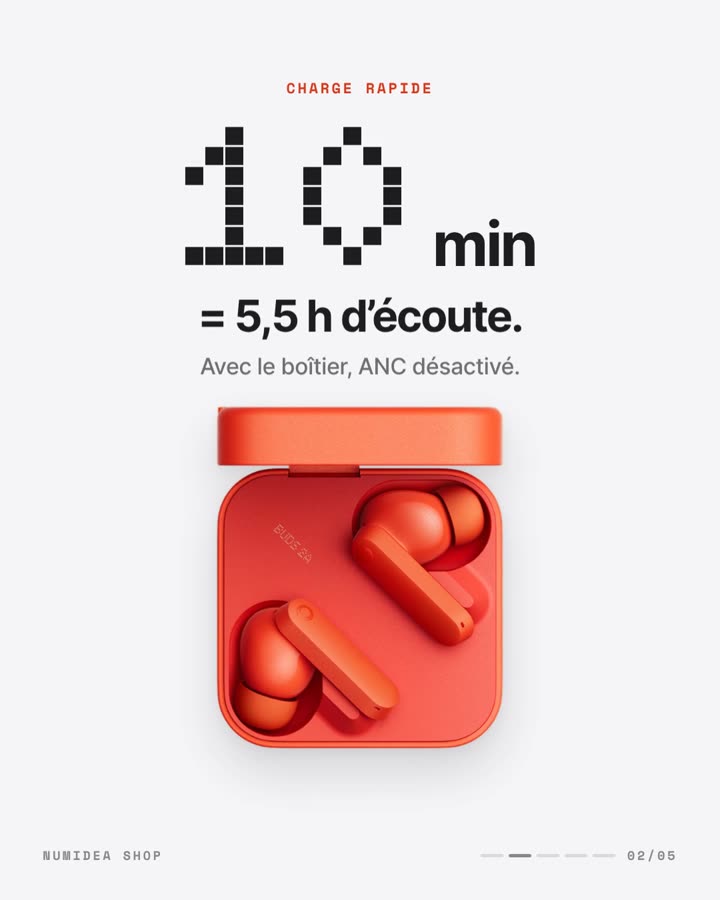 CHARGE RAPIDE
10 min
= 5,5 h d’écoute.
Avec le boîtier, ANC désactivé.
BUDS 2A
NUMIDEA SHOP
02/05